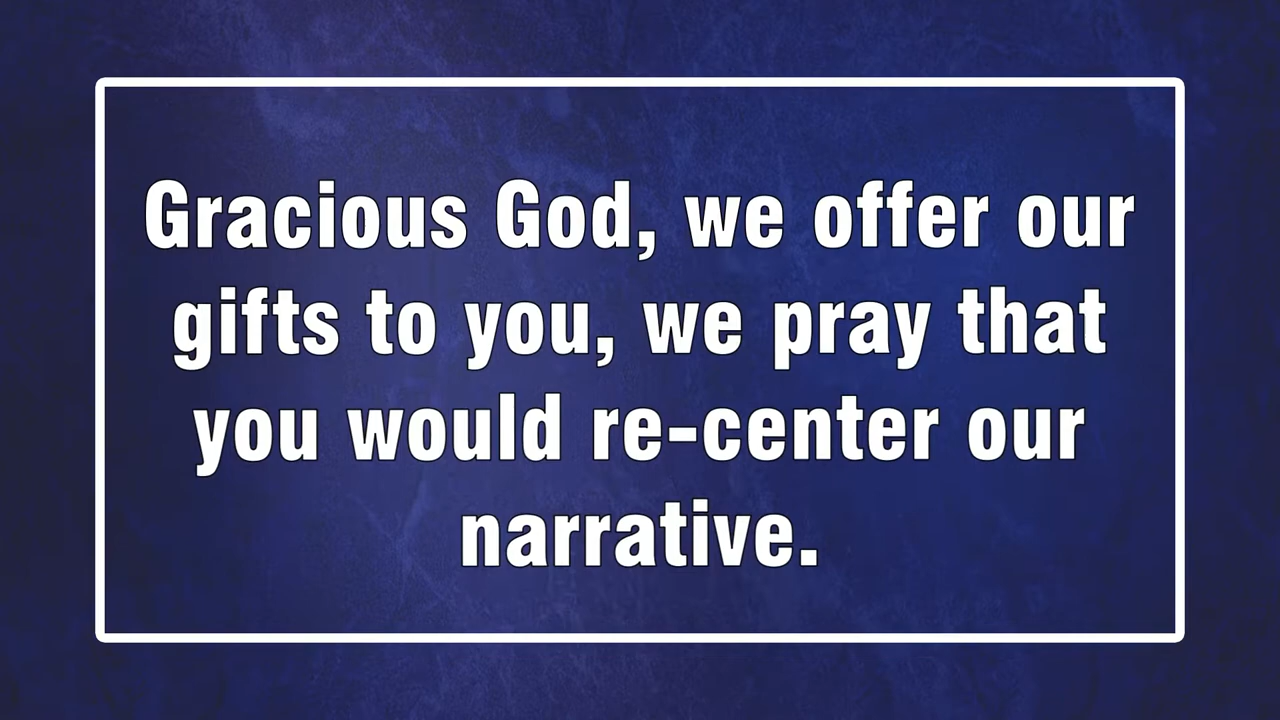 Gracious God, we offer our
gifts to you, we pray that
you would re-center our
narrative.